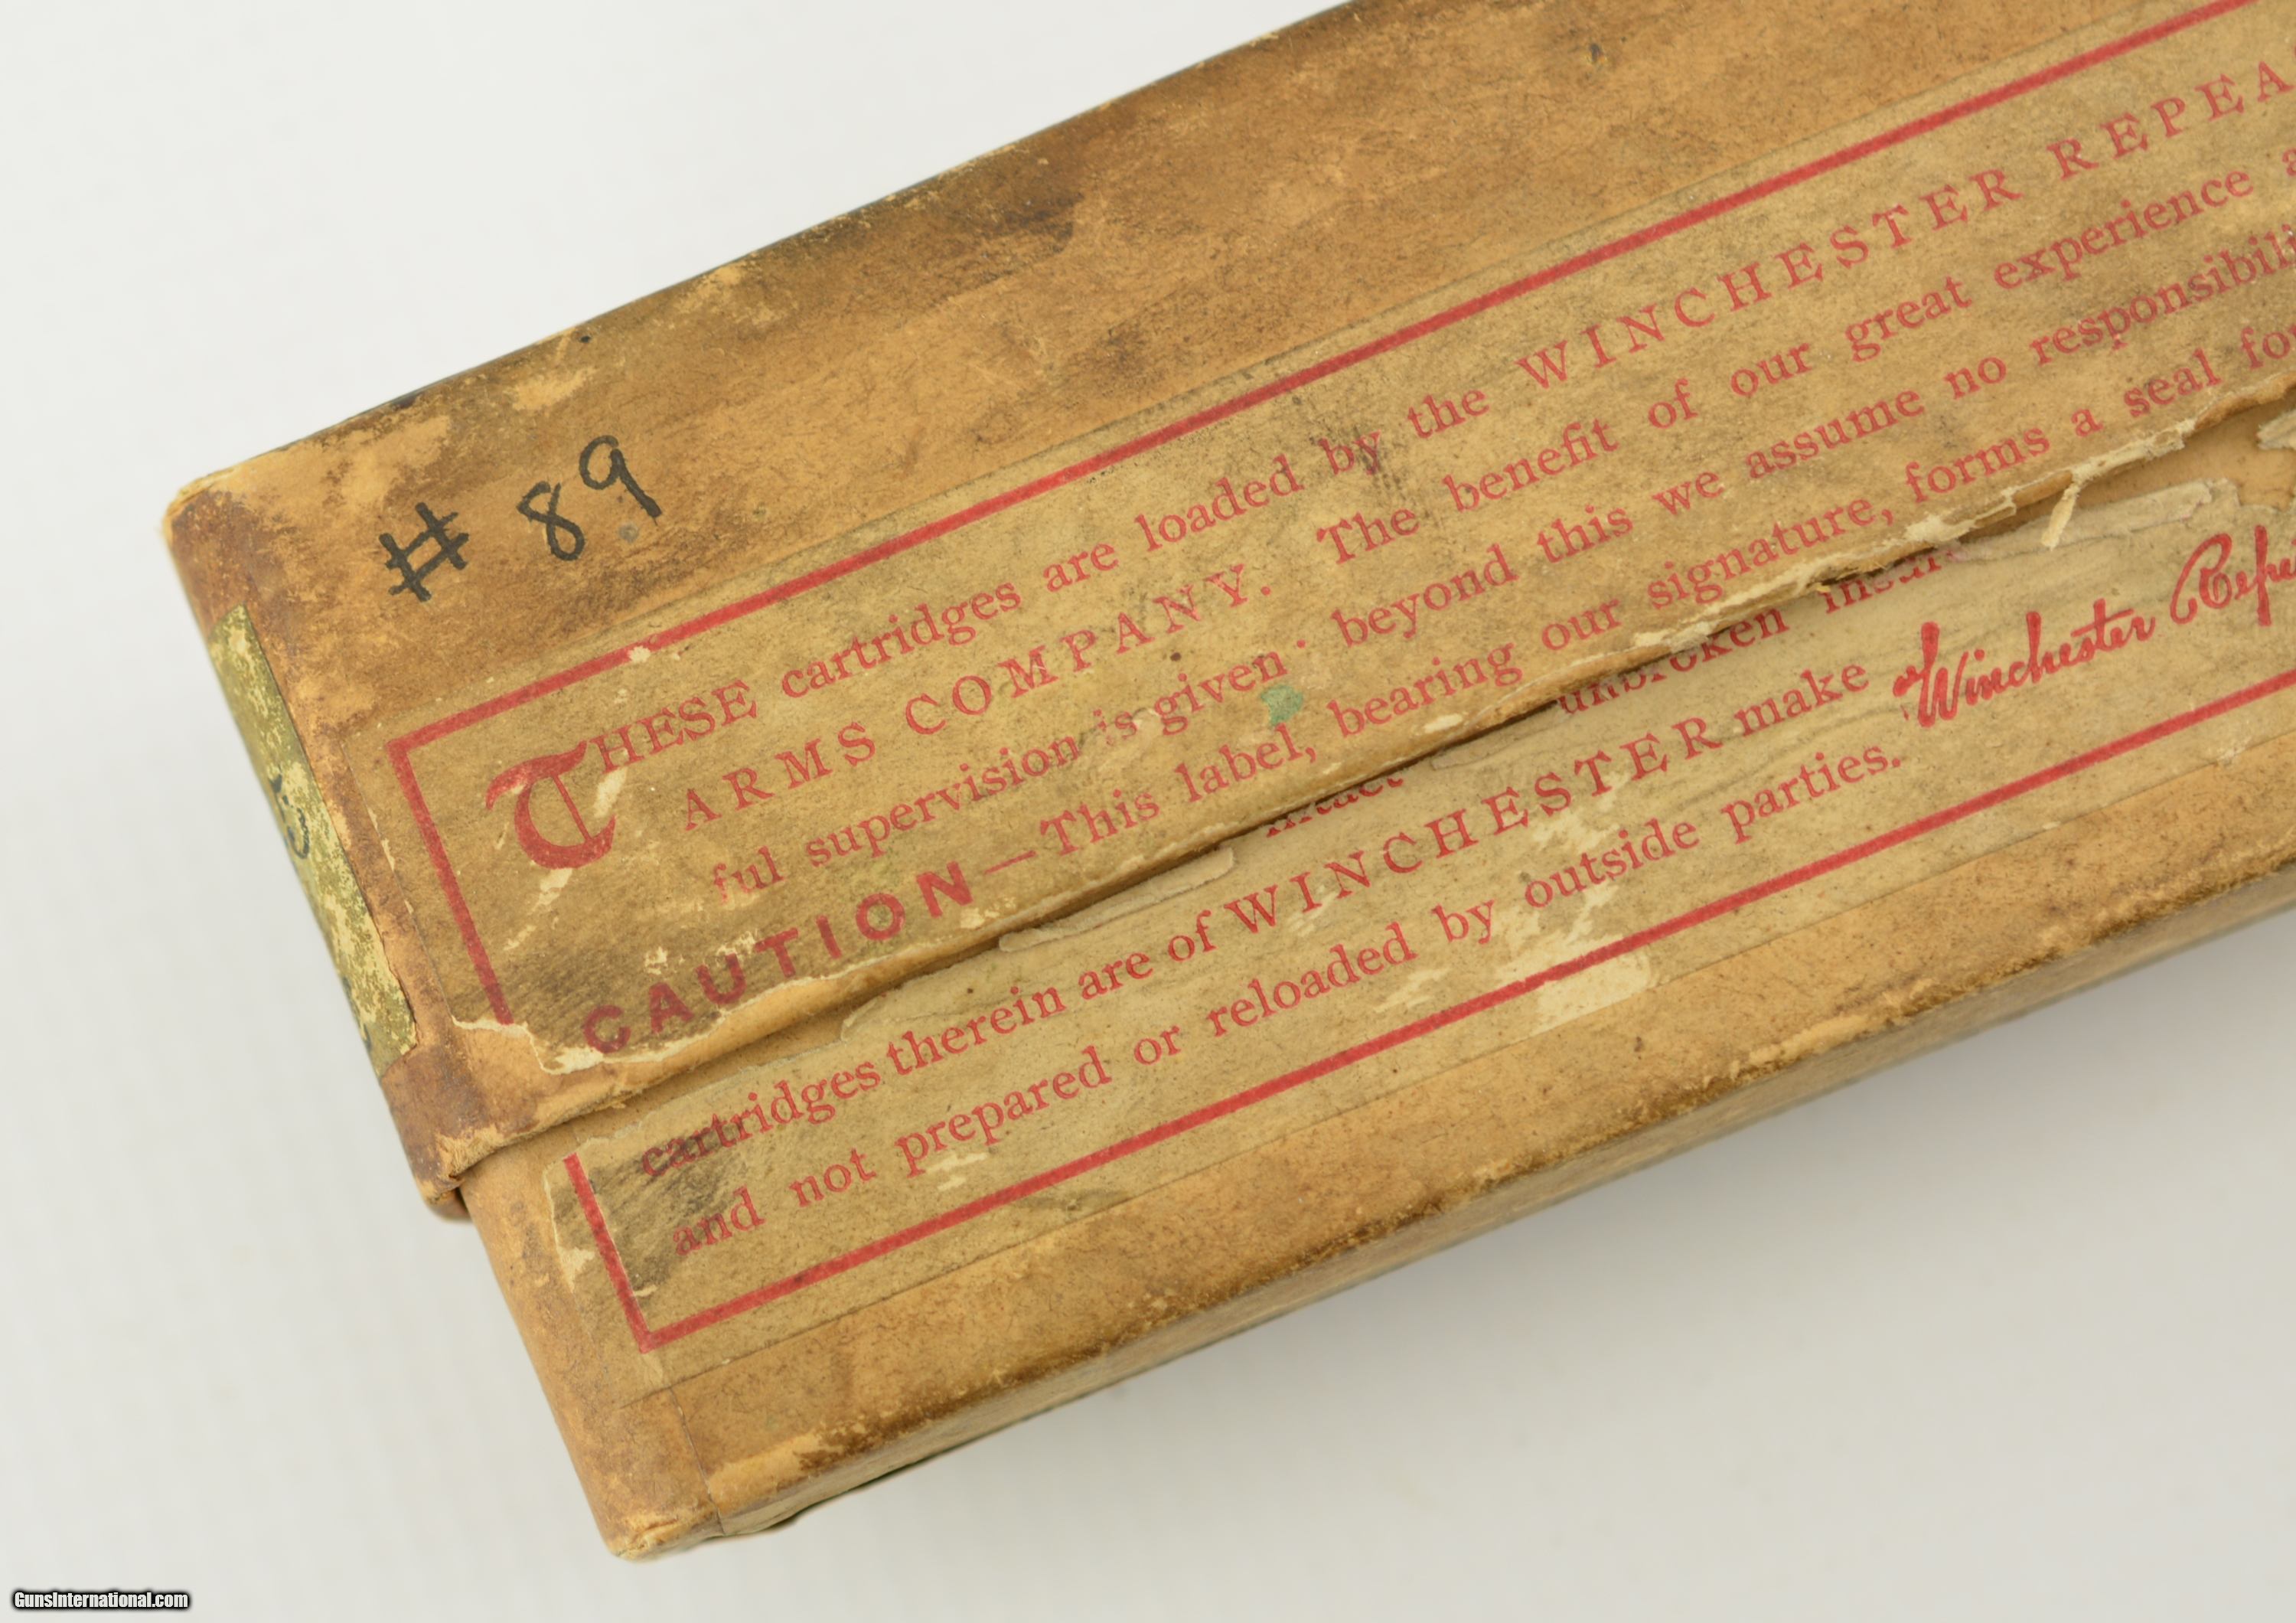 # 89
THESE cartridges are loaded by the WINCHESTER REPEA
ARMS COMPANY. The benefit of our great experience a
ful supervision is given· beyond this we assume no responsibili
CAUTION—This label, bearing our signature, forms a seal fo
intact unbroken
cartridges therein are of WINCHESTER make Winchester Repe
and not prepared or reloaded by outside parties.
GunsInternational.com